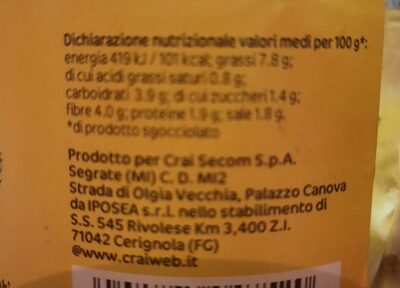 Dichiarazione nutrizionale valori medi per 100 g*:
energia 419 kJ / 101 kcal; grassi 7.8 g;
di cui acidi grassi saturi 0.8 g;
carboidrati 3.9 g; di cui zuccheri 1.4 g;
fibre 4.0 g; proteine 1.9 g; sale 1.8 g.
*di prodotto sgocciolato
Prodotto per Crai Secom S.p.A.
Segrate (MI) C. D. MI2
Strada di Olgia Vecchia, Palazzo Canova
da IPOSEA s.r.l. nello stabilimento di
S.S. 545 Rivolese Km 3,400 Z.I.
71042 Cerignola (FG)
@www.craiweb.it